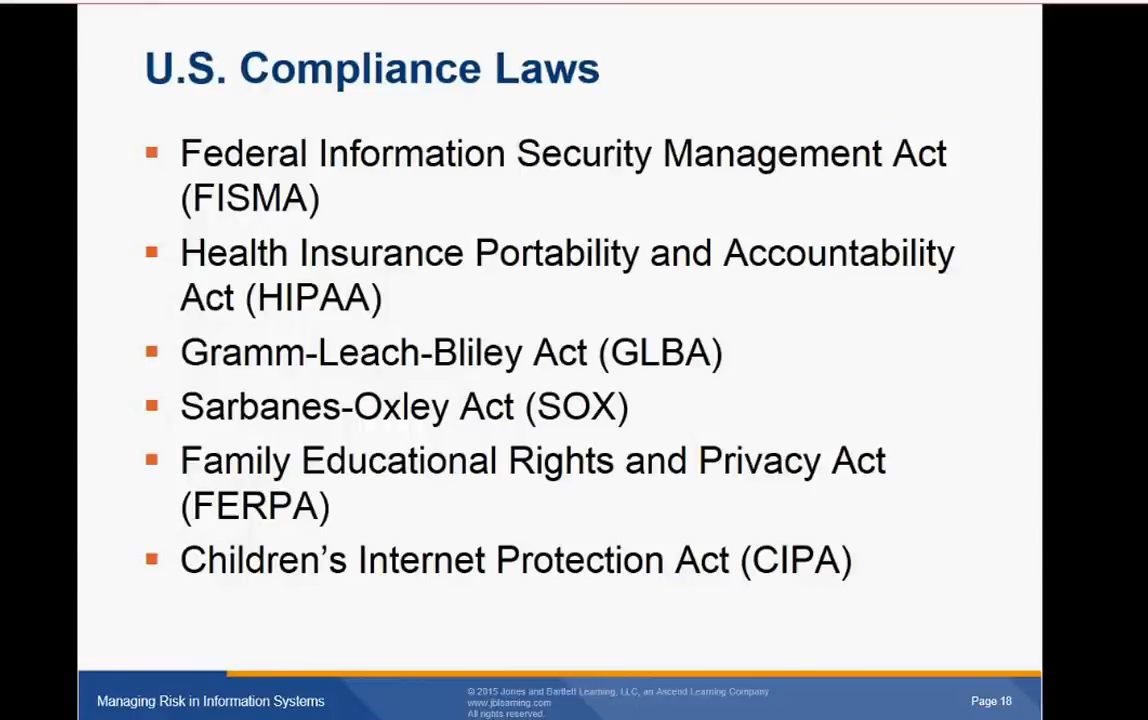 U.S. Compliance Laws
Federal Information Security Management Act
(FISMA)
Health Insurance Portability and Accountability
Act (HIPAA)
Gramm-Leach-Bliley Act (GLBA)
Sarbanes-Oxley Act (SOX)
Family Educational Rights and Privacy Act
(FERPA)
Children’s Internet Protection Act (CIPA)
Managing Risk in Information Systems
© 2015 Jones and Bartlett Learning, LLC, an Ascend Learning Company
www.jblearning.com
All rights reserved.
Page 18